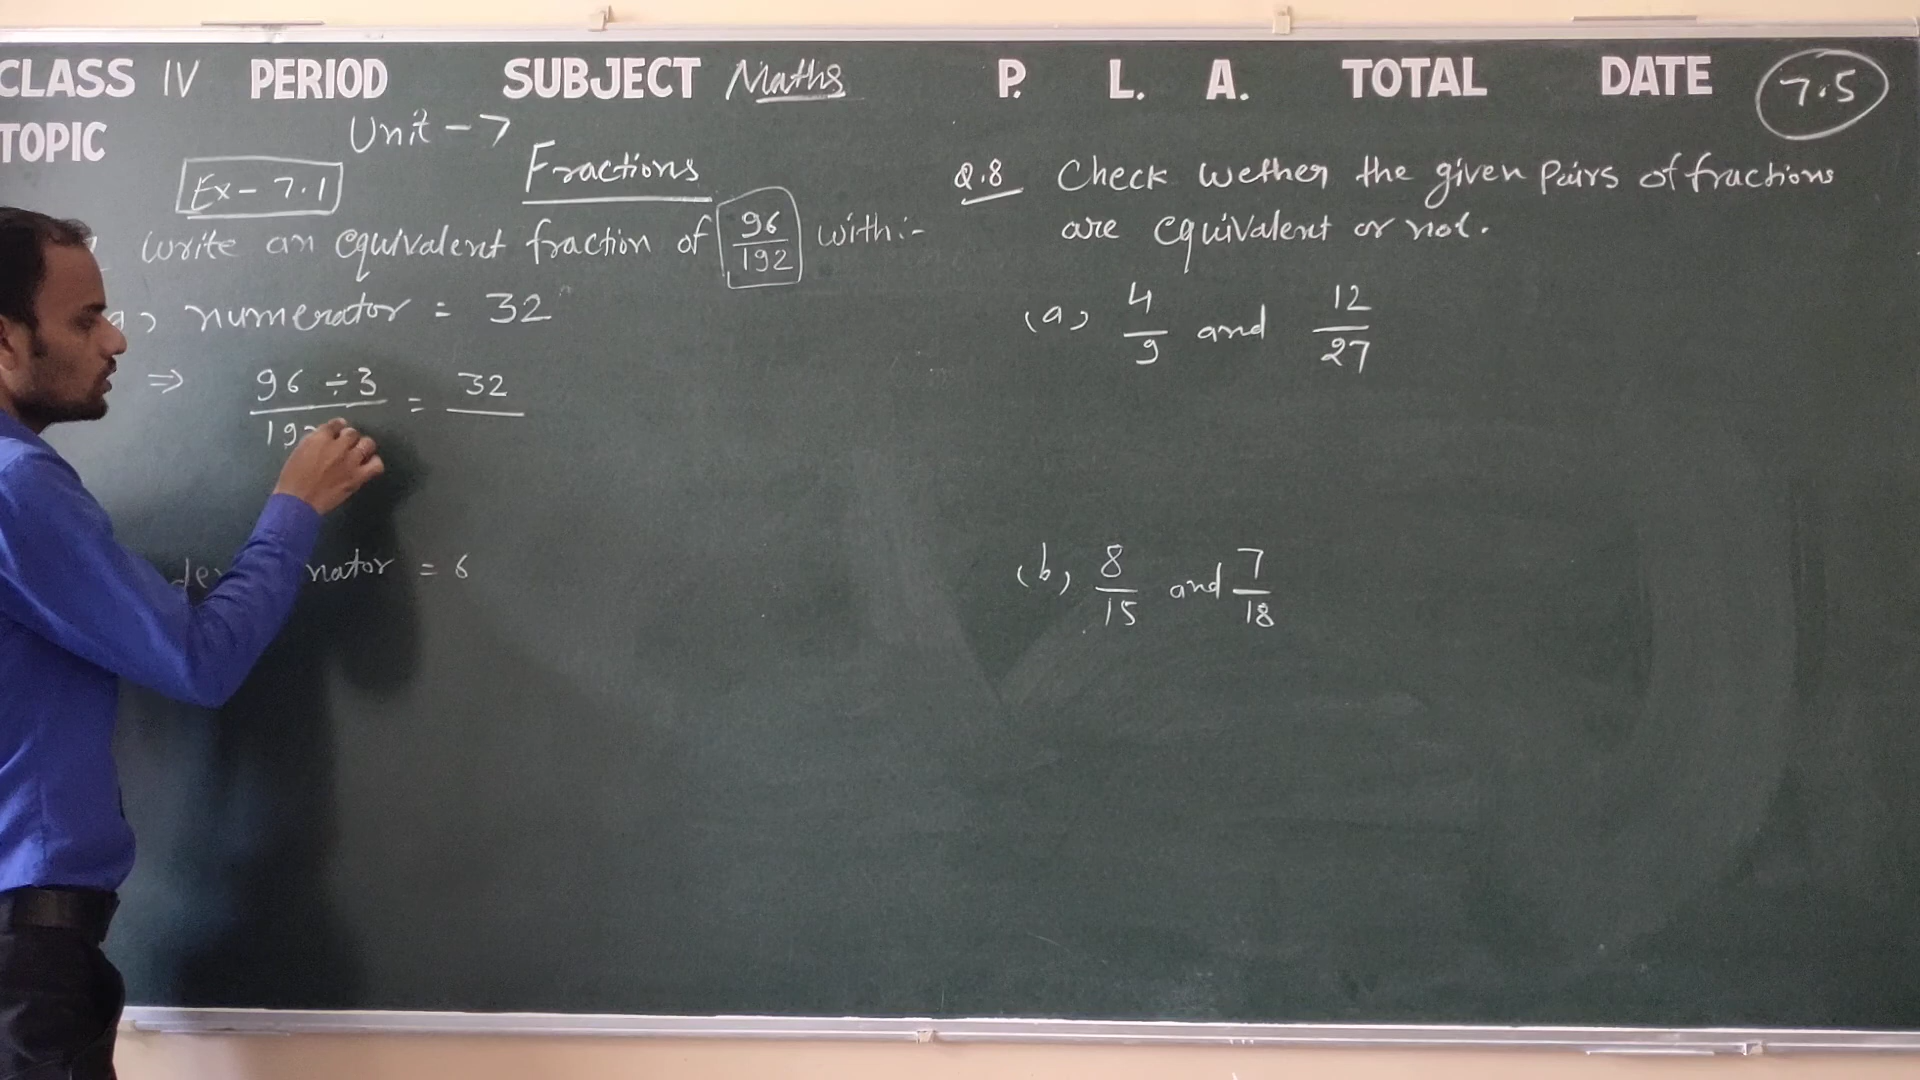 CLASS IV PERIOD SUBJECT Maths P. L. A. TOTAL DATE 7.5
TOPIC Unit - 7
Ex - 7.1 Fractions
write an equivalent fraction of 96/192 with:-
a) numerator = 32
⇒ 96 ÷ 3 / 19 = 32
= 6
Q.8 Check wether the given pairs of fractions
are equivalent or not.
(a) 4/9 and 12/27
(b) 8/15 and 7/18